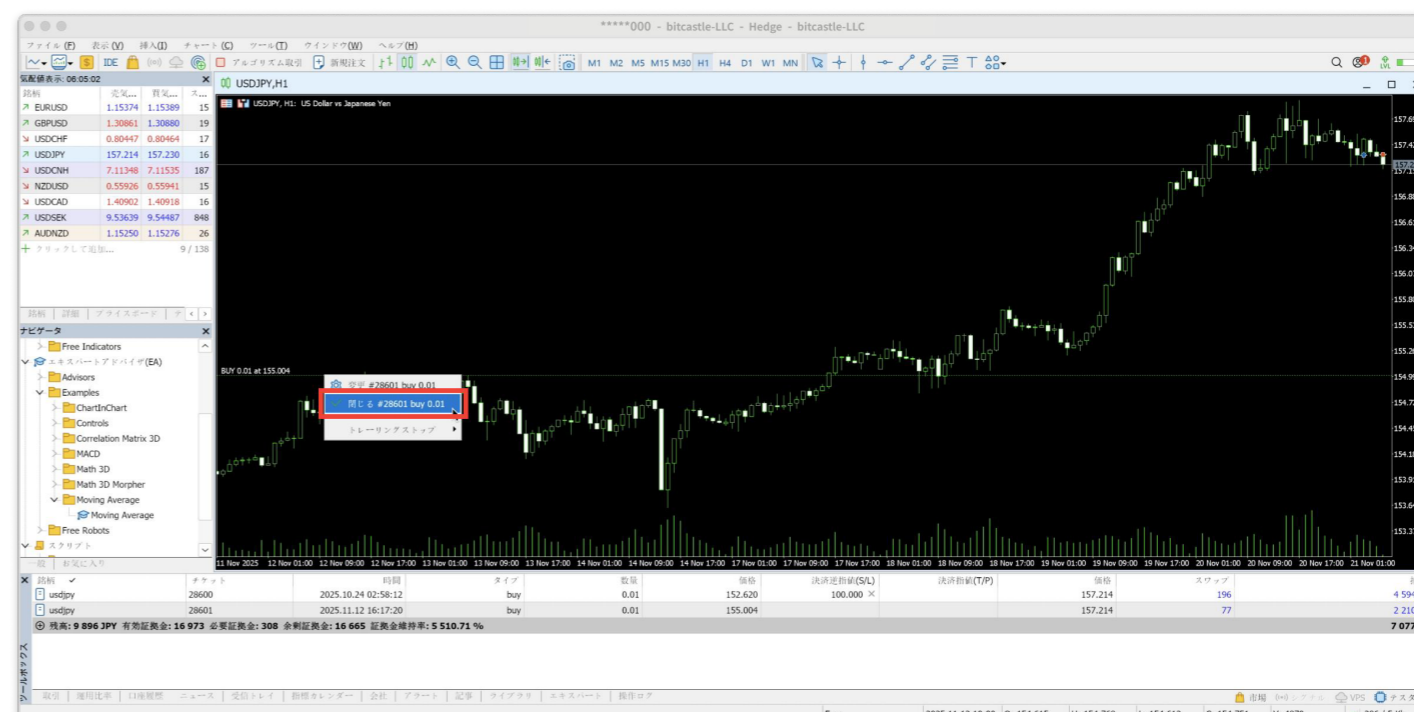 *****000 - bitcastle-LLC - Hedge - bitcastle-LLC
ファイル(F) 表示(V) 挿入(I) チャート(C) ツール(T) ウインドウ(W) ヘルプ(H)
IDE アルゴリズム取引 新規注文 M1 M2 M5 M15 M30 H1 H4 D1 W1 MN
気配値表示: 06:05:02
銘柄 売気... 買気... ス...
EURUSD 1.15374 1.15389 15
GBPUSD 1.30861 1.30880 19
USDCHF 0.80447 0.80464 17
USDJPY 157.214 157.230 16
USDCNH 7.11348 7.11535 187
NZDUSD 0.55926 0.55941 15
USDCAD 1.40902 1.40918 16
USDSEK 9.53639 9.54487 848
AUDNZD 1.15250 1.15276 26
クリックして追加... 9 / 138
銘柄 詳細 プライスボード テ
ナビゲータ
Free Indicators
エキスパートアドバイザ(EA)
Advisors
Examples
ChartInChart
Controls
Correlation Matrix 3D
MACD
Math 3D
Math 3D Morpher
Moving Average
Moving Average
Free Robots
スクリプト
一般 お気に入り
USDJPY,H1
USDJPY, H1: US Dollar vs Japanese Yen
BUY 0.01 at 155.004
変更 #28601 buy 0.01
閉じる #28601 buy 0.01
トレーリングストップ
11 Nov 2025 12 Nov 01:00 12 Nov 09:00 12 Nov 17:00 13 Nov 01:00 13 Nov 09:00 13 Nov 17:00 14 Nov 01:00 14 Nov 09:00 14 Nov 17:00 17 Nov 01:00 17 Nov 09:00 17 Nov 17:00 18 Nov 01:00 18 Nov 09:00 18 Nov 17:00 19 Nov 01:00 19 Nov 09:00 19 Nov 17:00 20 Nov 01:00 20 Nov 09:00 20 Nov 17:00 21 Nov 01:00
銘柄 チケット 時間 タイプ 数量 価格 決済逆指値(S/L) 決済指値(T/P) 価格 スワップ
usdjpy 28600 2025.10.24 02:58:12 buy 0.01 152.620 100.000 157.214 196 4 594
usdjpy 28601 2025.11.12 16:17:20 buy 0.01 155.004 157.214 77 2 210
残高: 9 896 JPY 有効証拠金: 16 973 必要証拠金: 308 余剰証拠金: 16 665 証拠金維持率: 5 510.71 % 7 077
ツールボックス
取引 運用比率 口座履歴 ニュース 受信トレイ 指標カレンダー 会社 アラート 記事 ライブラリ エキスパート 操作ログ
市場 シグナル VPS テスタ